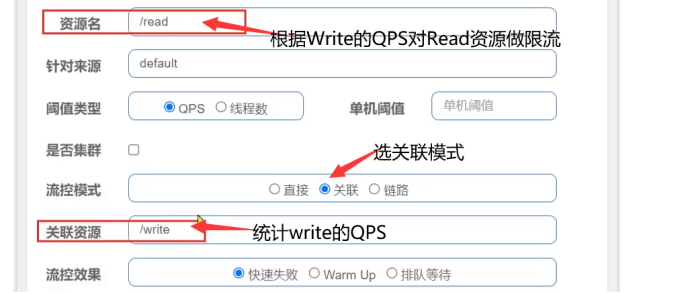 资源名 /read
根据Write的QPS对Read资源做限流
针对来源 default
阈值类型 QPS 线程数 单机阈值 单机阈值
是否集群
选关联模式
流控模式 直接 关联 链路
关联资源 /write
统计write的QPS
流控效果 快速失败 Warm Up 排队等待